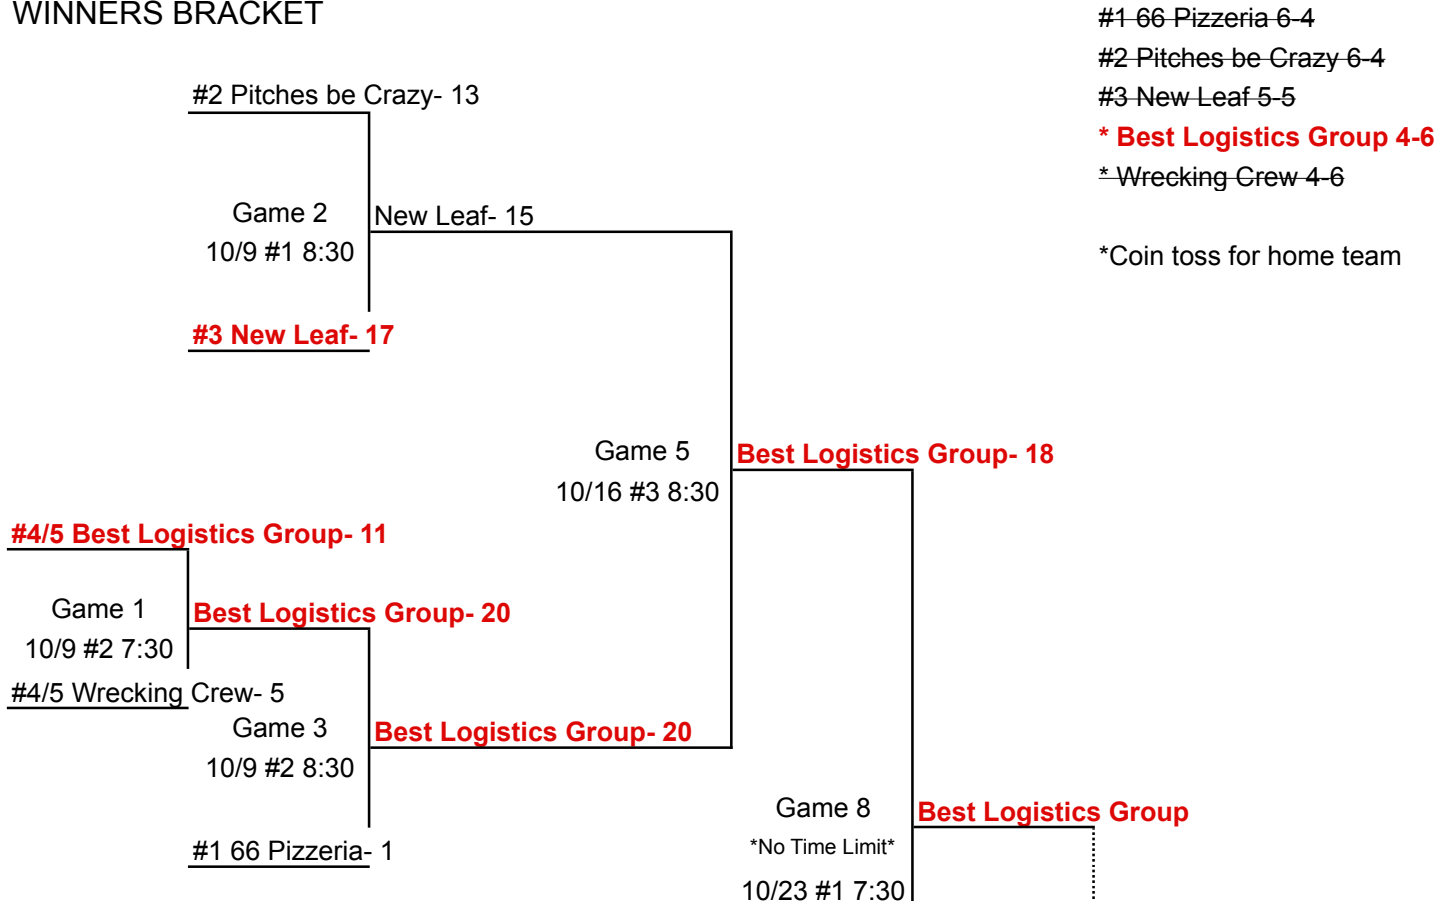 WINNERS BRACKET
#1 66 Pizzeria 6-4
#2 Pitches be Crazy 6-4
#3 New Leaf 5-5
* Best Logistics Group 4-6
* Wrecking Crew 4-6
*Coin toss for home team
#2 Pitches be Crazy- 13
Game 2
10/9 #1 8:30
New Leaf- 15
#3 New Leaf- 17
Game 5
10/16 #3 8:30
Best Logistics Group- 18
#4/5 Best Logistics Group- 11
Game 1
10/9 #2 7:30
Best Logistics Group- 20
#4/5 Wrecking Crew- 5
Game 3
10/9 #2 8:30
Best Logistics Group- 20
#1 66 Pizzeria- 1
Game 8
*No Time Limit*
10/23 #1 7:30
Best Logistics Group